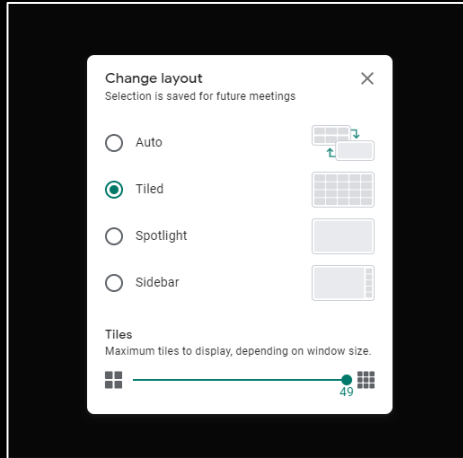 Change layout
Selection is saved for future meetings
Auto
Tiled
Spotlight
Sidebar
Tiles
Maximum tiles to display, depending on window size.
49